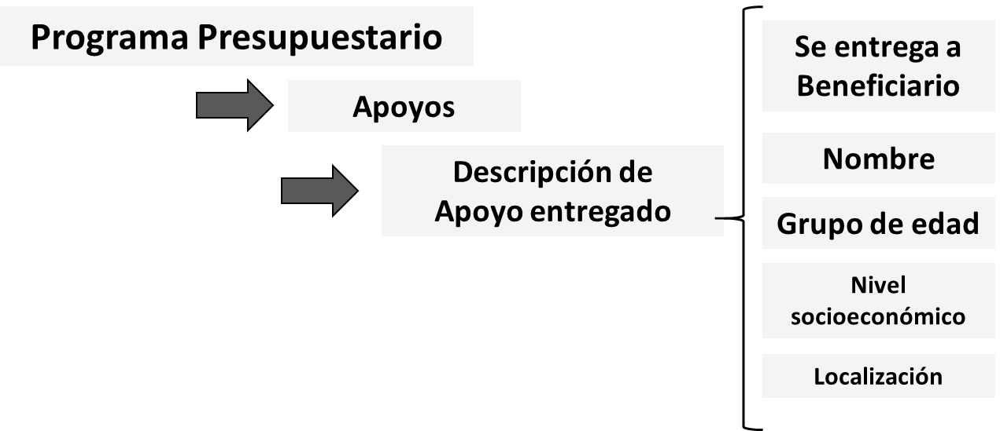 Programa Presupuestario
Apoyos
Descripción de
Apoyo entregado
Se entrega a
Beneficiario
Nombre
Grupo de edad
Nivel
socioeconómico
Localización